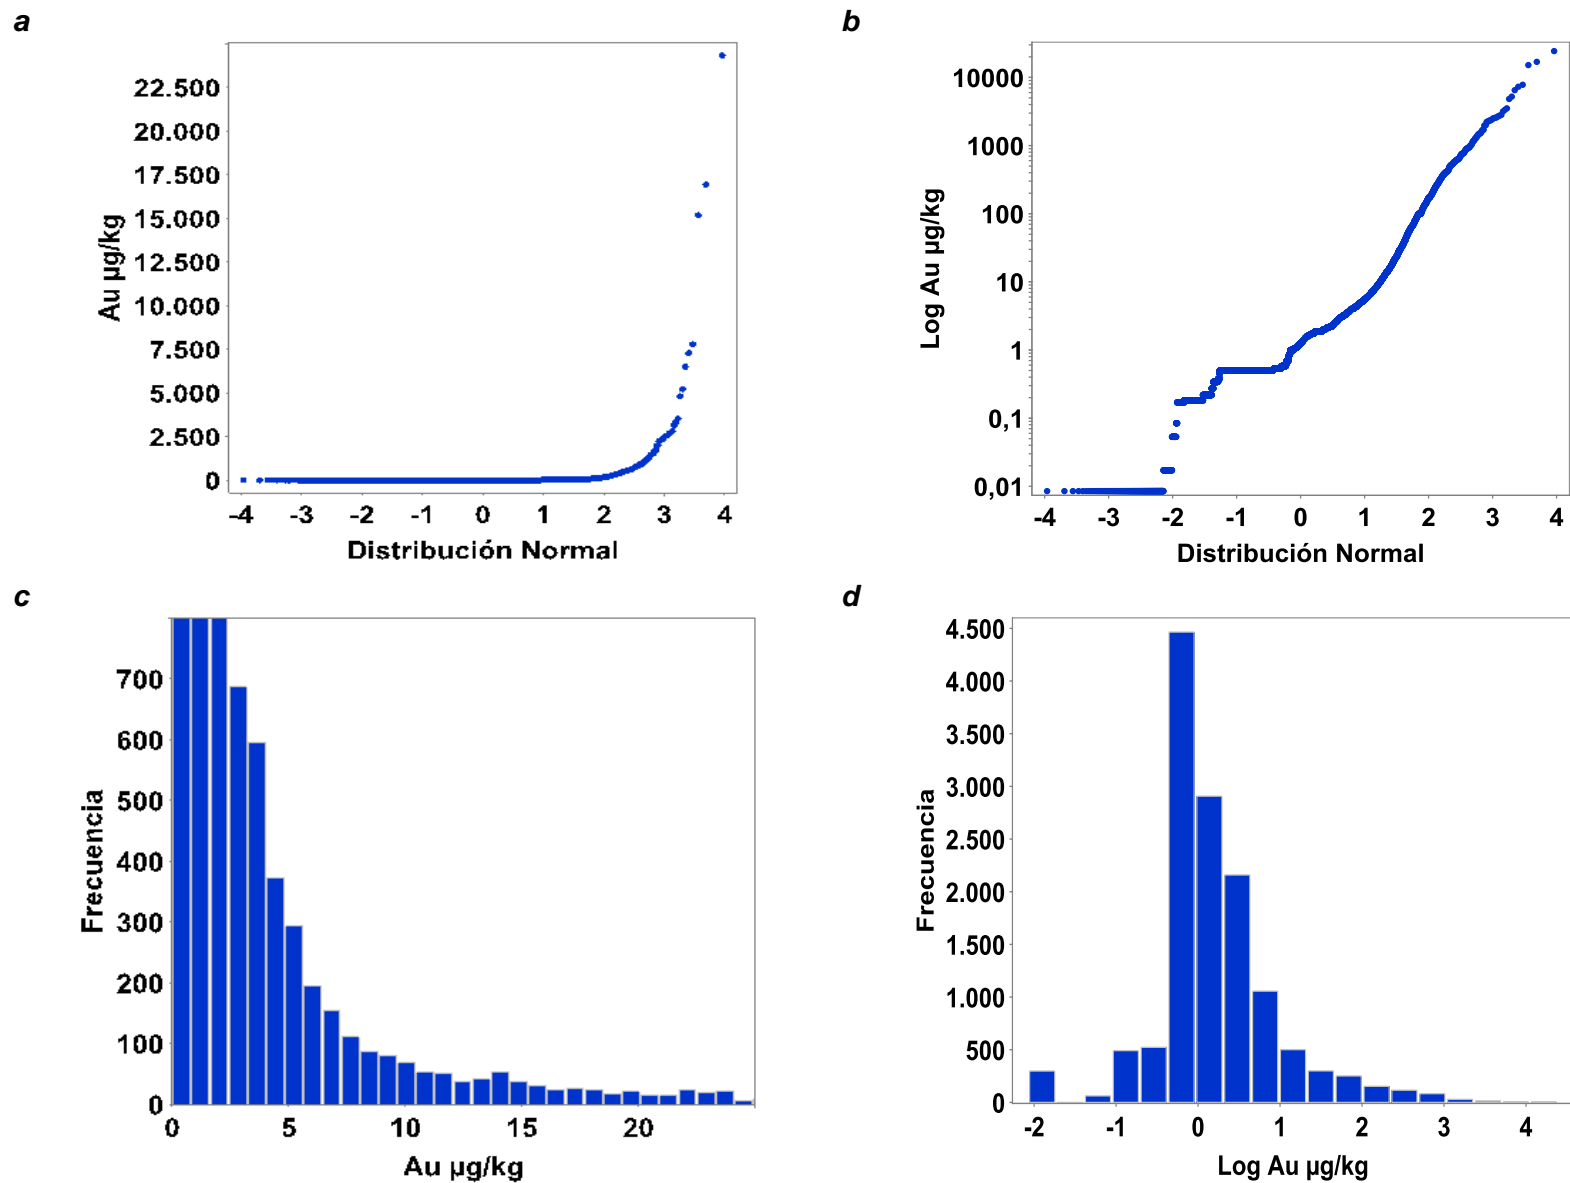 a
22.500
20.000
17.500
15.000
12.500
10.000
7.500
5.000
2.500
0
Au µg/kg
-4 -3 -2 -1 0 1 2 3 4
Distribución Normal
b
10000
1000
100
10
1
0,1
0,01
Log Au µg/kg
-4 -3 -2 -1 0 1 2 3 4
Distribución Normal
c
700
600
500
400
300
200
100
0
Frecuencia
0 5 10 15 20
Au µg/kg
d
4.500
4.000
3.500
3.000
2.500
2.000
1.500
1.000
500
0
Frecuencia
-2 -1 0 1 2 3 4
Log Au µg/kg